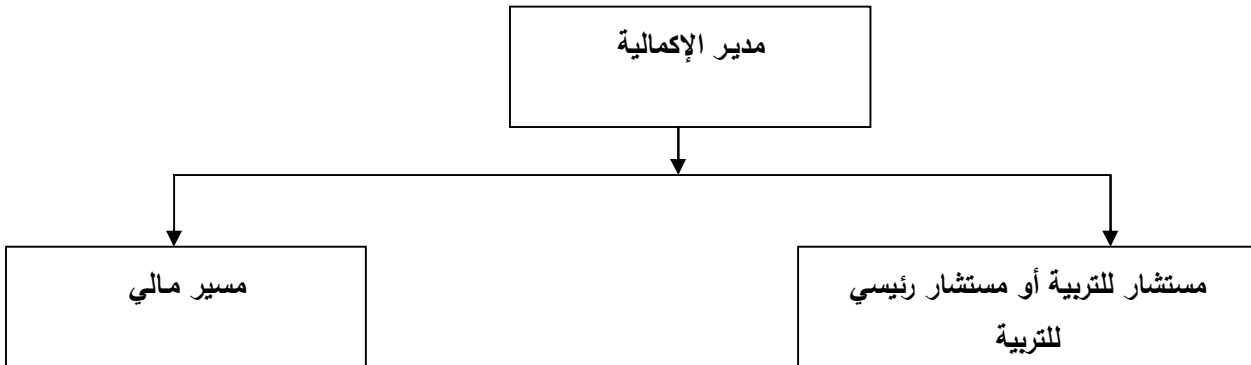 مدير الإكمالية
مستشار للتربية أو مستشار رئيسي
للتربية
مسير مالي